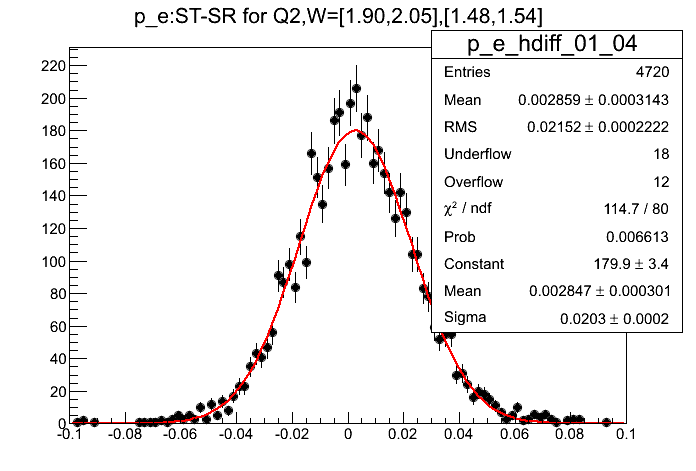 p_e:ST-SR for Q2,W=[1.90,2.05],[1.48,1.54]
p_e_hdiff_01_04
Entries 4720
Mean 0.002859 ± 0.0003143
RMS 0.02152 ± 0.0002222
Underflow 18
Overflow 12
χ² / ndf 114.7 / 80
Prob 0.006613
Constant 179.9 ± 3.4
Mean 0.002847 ± 0.000301
Sigma 0.0203 ± 0.0002
220
200
180
160
140
120
100
80
60
40
20
0
-0.1 -0.08 -0.06 -0.04 -0.02 0 0.02 0.04 0.06 0.08 0.1